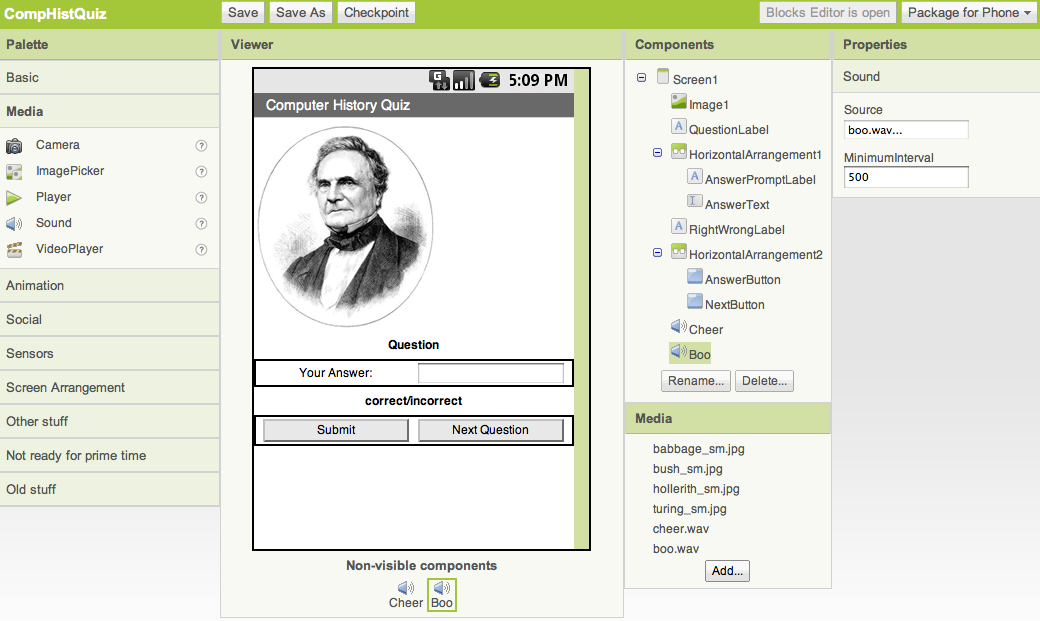 CompHistQuiz
Save
Save As
Checkpoint
Blocks Editor is open
Package for Phone
Palette
Basic
Media
Camera ?
ImagePicker ?
Player ?
Sound ?
VideoPlayer ?
Animation
Social
Sensors
Screen Arrangement
Other stuff
Not ready for prime time
Old stuff
Viewer
G 5:09 PM
Computer History Quiz
Question
Your Answer:
correct/incorrect
Submit
Next Question
Non-visible components
Cheer
Boo
Components
Screen1
Image1
A QuestionLabel
HorizontalArrangement1
A AnswerPromptLabel
AnswerText
A RightWrongLabel
HorizontalArrangement2
AnswerButton
NextButton
Cheer
Boo
Rename...
Delete...
Media
babbage_sm.jpg
bush_sm.jpg
hollerith_sm.jpg
turing_sm.jpg
cheer.wav
boo.wav
Add...
Properties
Sound
Source
boo.wav...
MinimumInterval
500